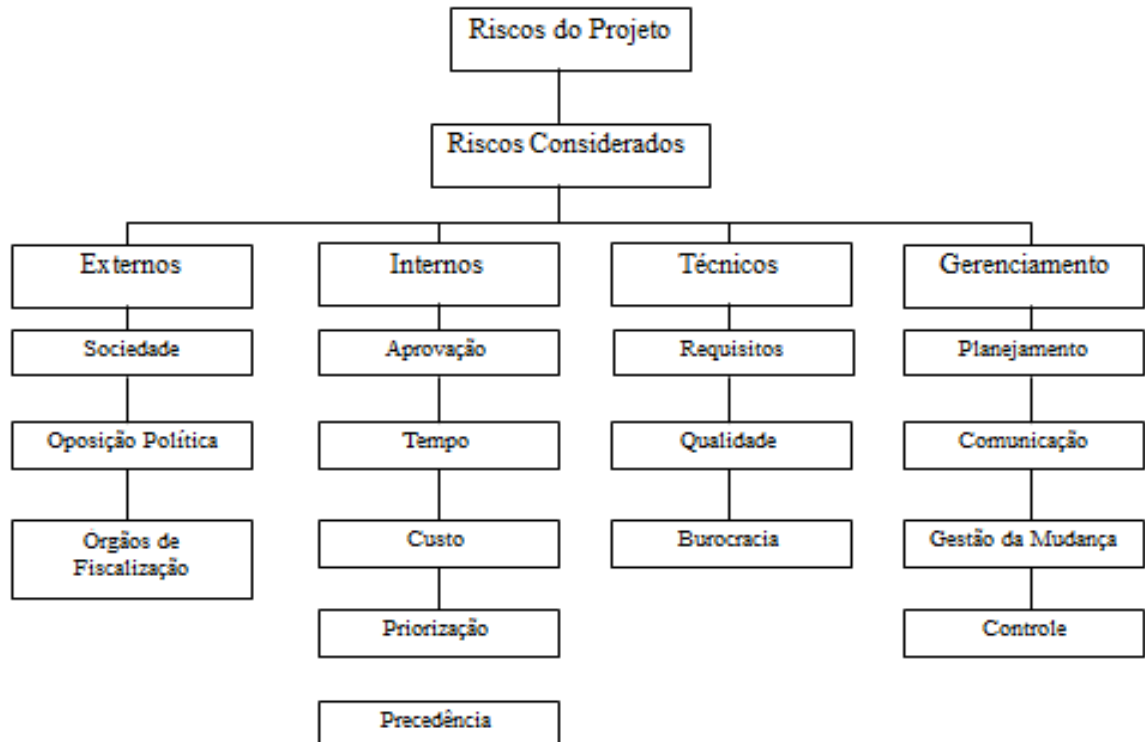 Riscos do Projeto
Riscos Considerados
Externos
Internos
Técnicos
Gerenciamento
Sociedade
Aprovação
Requisitos
Planejamento
Oposição Política
Tempo
Qualidade
Comunicação
Órgãos de
Fiscalização
Custo
Burocracia
Gestão da Mudança
Priorização
Controle
Precedência